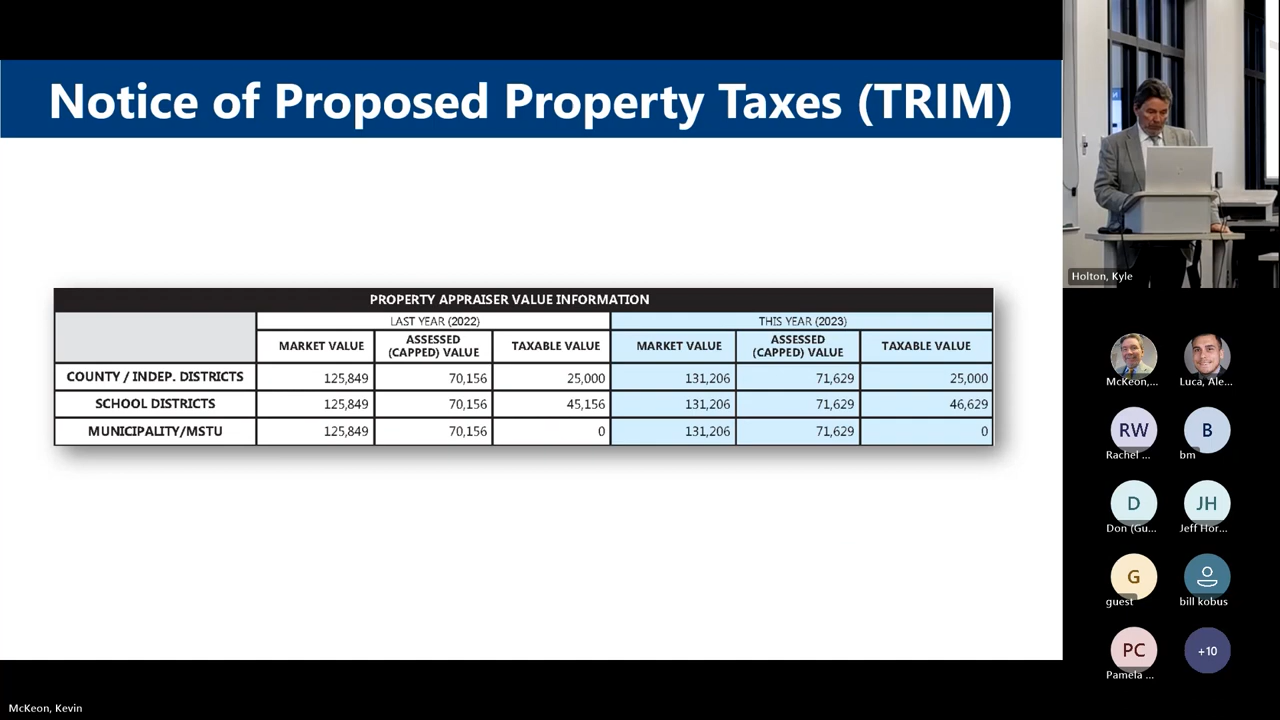 Notice of Proposed Property Taxes (TRIM)
PROPERTY APPRAISER VALUE INFORMATION
LAST YEAR (2022) THIS YEAR (2023)
MARKET VALUE ASSESSED (CAPPED) VALUE TAXABLE VALUE MARKET VALUE ASSESSED (CAPPED) VALUE TAXABLE VALUE
COUNTY / INDEP. DISTRICTS 125,849 70,156 25,000 131,206 71,629 25,000
SCHOOL DISTRICTS 125,849 70,156 45,156 131,206 71,629 46,629
MUNICIPALITY/MSTU 125,849 70,156 0 131,206 71,629 0
Holton, Kyle
McKeon,... Luca, Ale...
RW B
Rachel ... bm
D JH
Don (Gu... Jeff Hor...
G
guest bill kobus
PC +10
Pamela ...
McKeon, Kevin